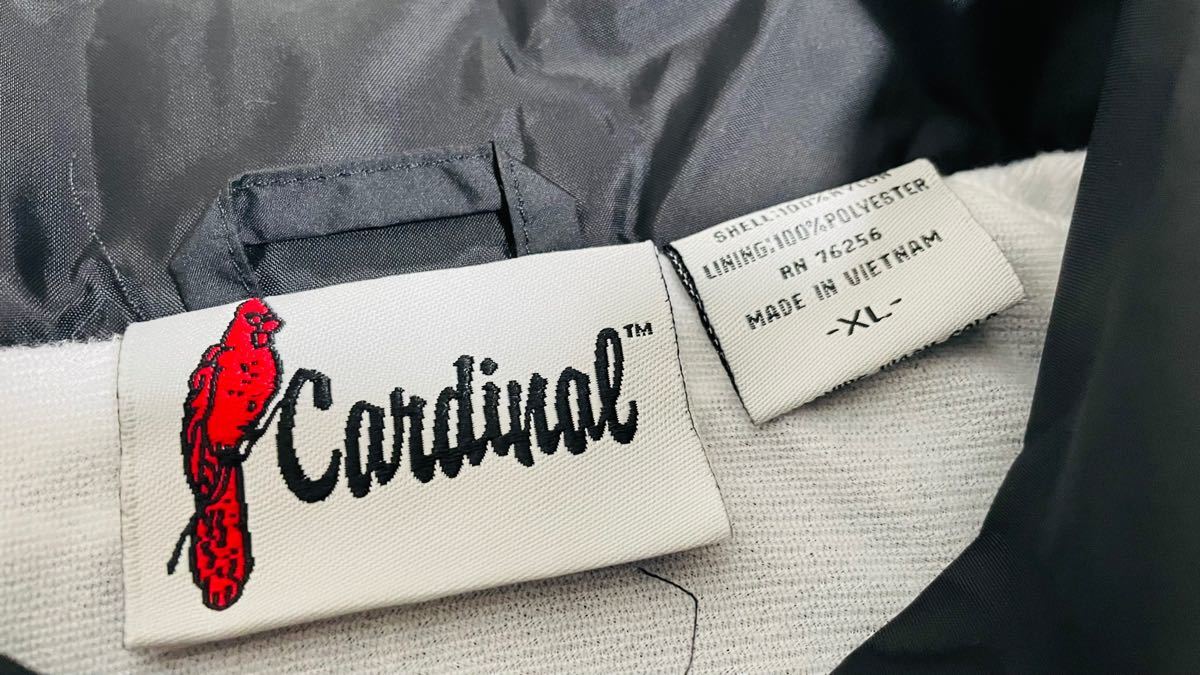 Cardinal™
SHELL:100%NYLON
LINING:100%POLYESTER
RN 76256
MADE IN VIETNAM
-XL-